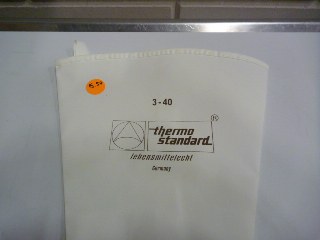 3-40
thermo
standard
®
lebensmittelecht
Germany